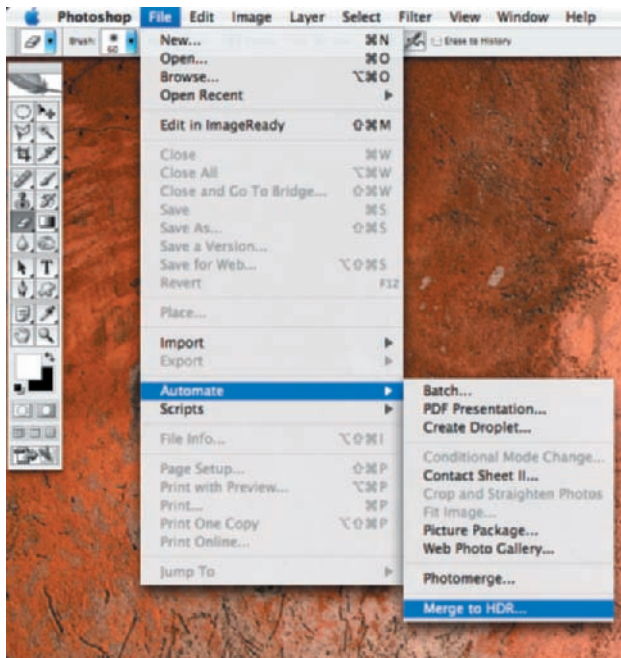 Photoshop File Edit Image Layer Select Filter View Window Help
Brush: 60 Erase to History
New... ⌘N
Open... ⌘O
Browse... ⌥⌘O
Open Recent
Edit in ImageReady ⇧⌘M
Close ⌘W
Close All ⌥⌘W
Close and Go To Bridge... ⇧⌘W
Save ⌘S
Save As... ⇧⌘S
Save a Version...
Save for Web... ⌥⇧⌘S
Revert F12
Place...
Import
Export
Automate
Scripts
File Info... ⌥⇧⌘I
Page Setup... ⇧⌘P
Print with Preview... ⌥⌘P
Print... ⌘P
Print One Copy ⌥⇧⌘P
Print Online...
Jump To
Batch...
PDF Presentation...
Create Droplet...
Conditional Mode Change...
Contact Sheet II...
Crop and Straighten Photos
Fit Image...
Picture Package...
Web Photo Gallery...
Photomerge...
Merge to HDR...